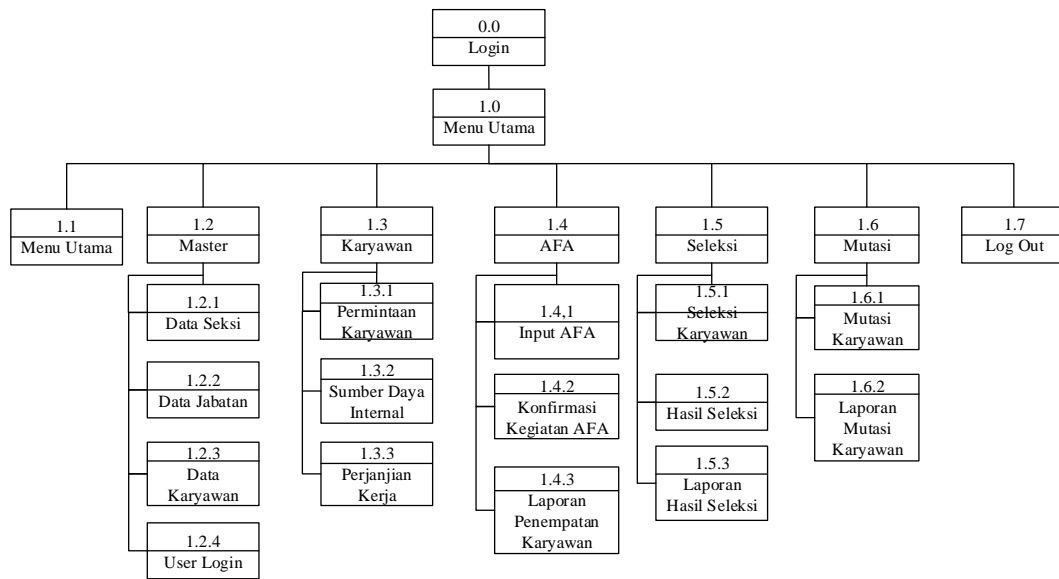 0.0
Login
1.0
Menu Utama
1.1
Menu Utama
1.2
Master
1.2.1
Data Seksi
1.2.2
Data Jabatan
1.2.3
Data
Karyawan
1.2.4
User Login
1.3
Karyawan
1.3.1
Permintaan
Karyawan
1.3.2
Sumber Daya
Internal
1.3.3
Perjanjian
Kerja
1.4
AFA
1.4,1
Input AFA
1.4.2
Konfirmasi
Kegiatan AFA
1.4.3
Laporan
Penempatan
Karyawan
1.5
Seleksi
1.5.1
Seleksi
Karyawan
1.5.2
Hasil Seleksi
1.5.3
Laporan
Hasil Seleksi
1.6
Mutasi
1.6.1
Mutasi
Karyawan
1.6.2
Laporan
Mutasi
Karyawan
1.7
Log Out